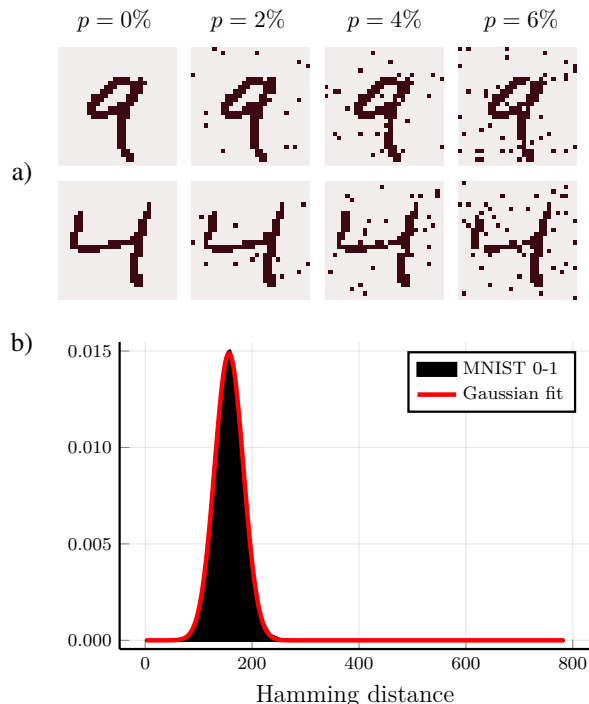 p = 0% p = 2% p = 4% p = 6%
a)
b)
0.015
0.010
0.005
0.000
MNIST 0-1
Gaussian fit
0 200 400 600 800
Hamming distance